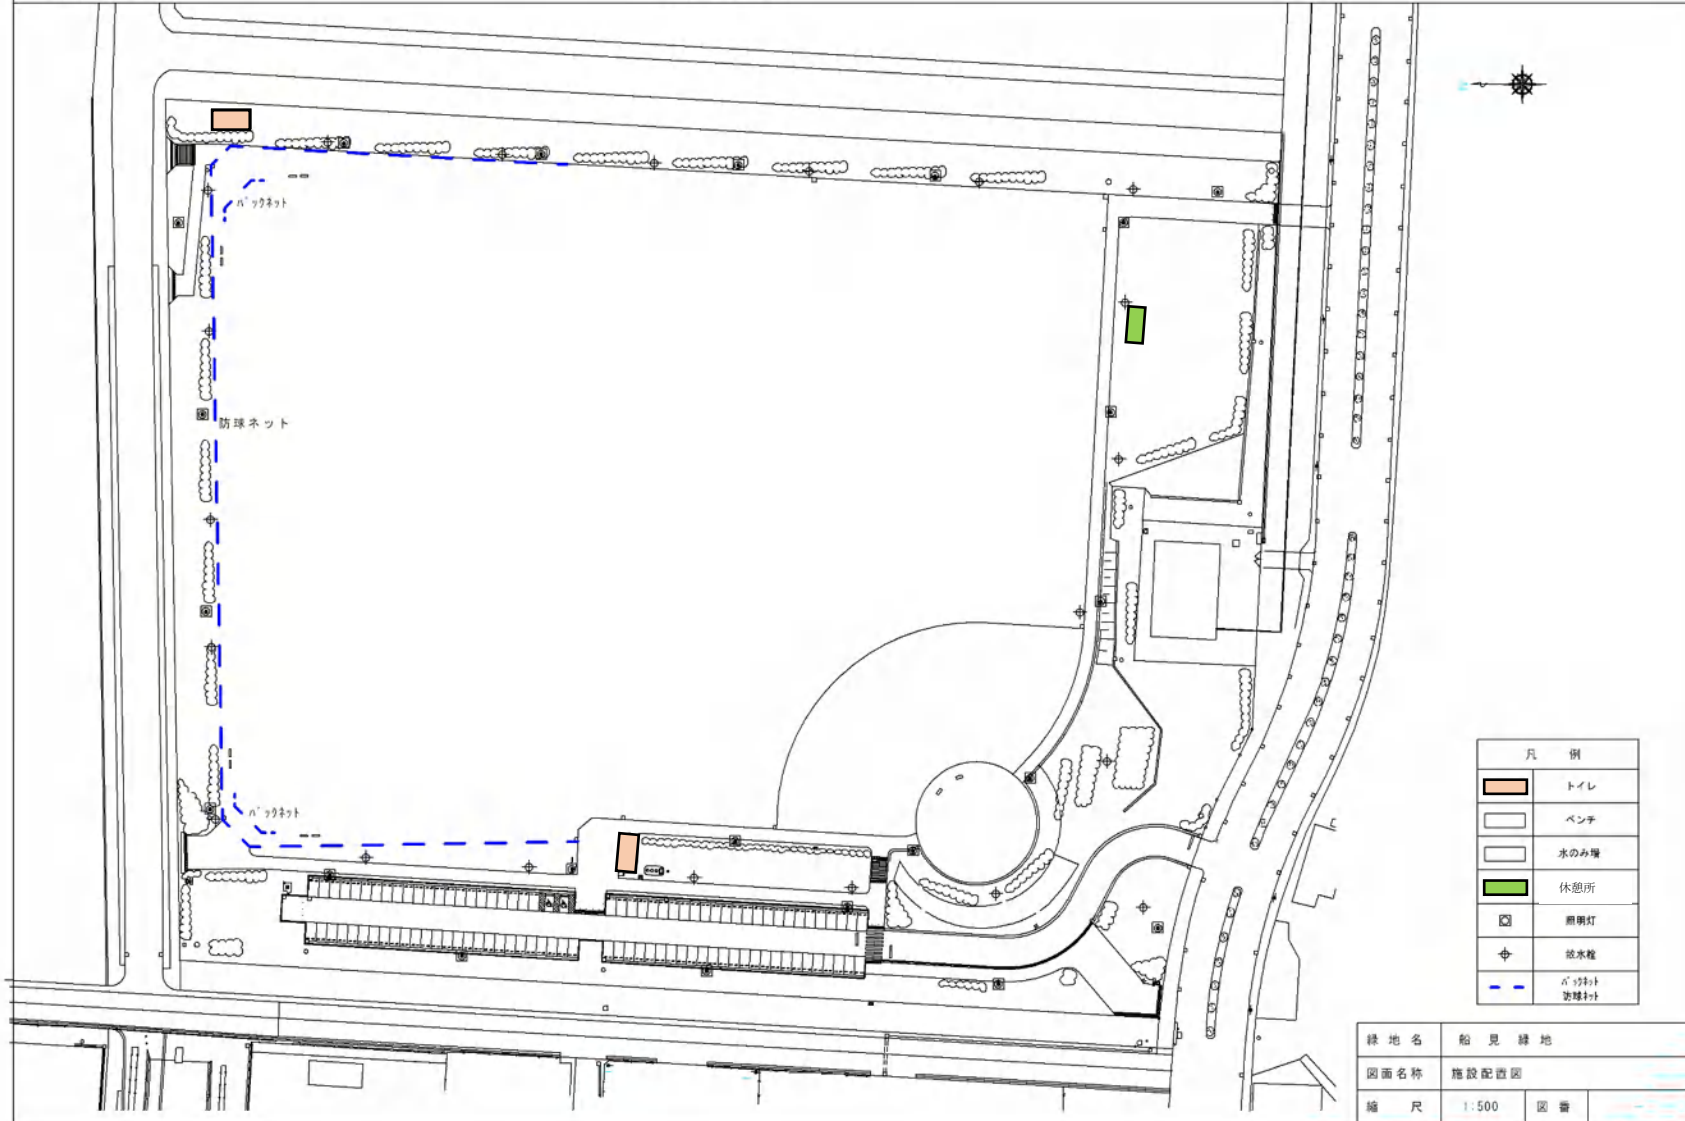 バックネット
防球ネット
バックネット
凡 例
トイレ
ベンチ
水のみ場
休憩所
照明灯
散水栓
バックネット
防球ネット
緑 地 名 船 見 緑 地
図面名称 施設配置図
縮 尺 1:500 図 番 -